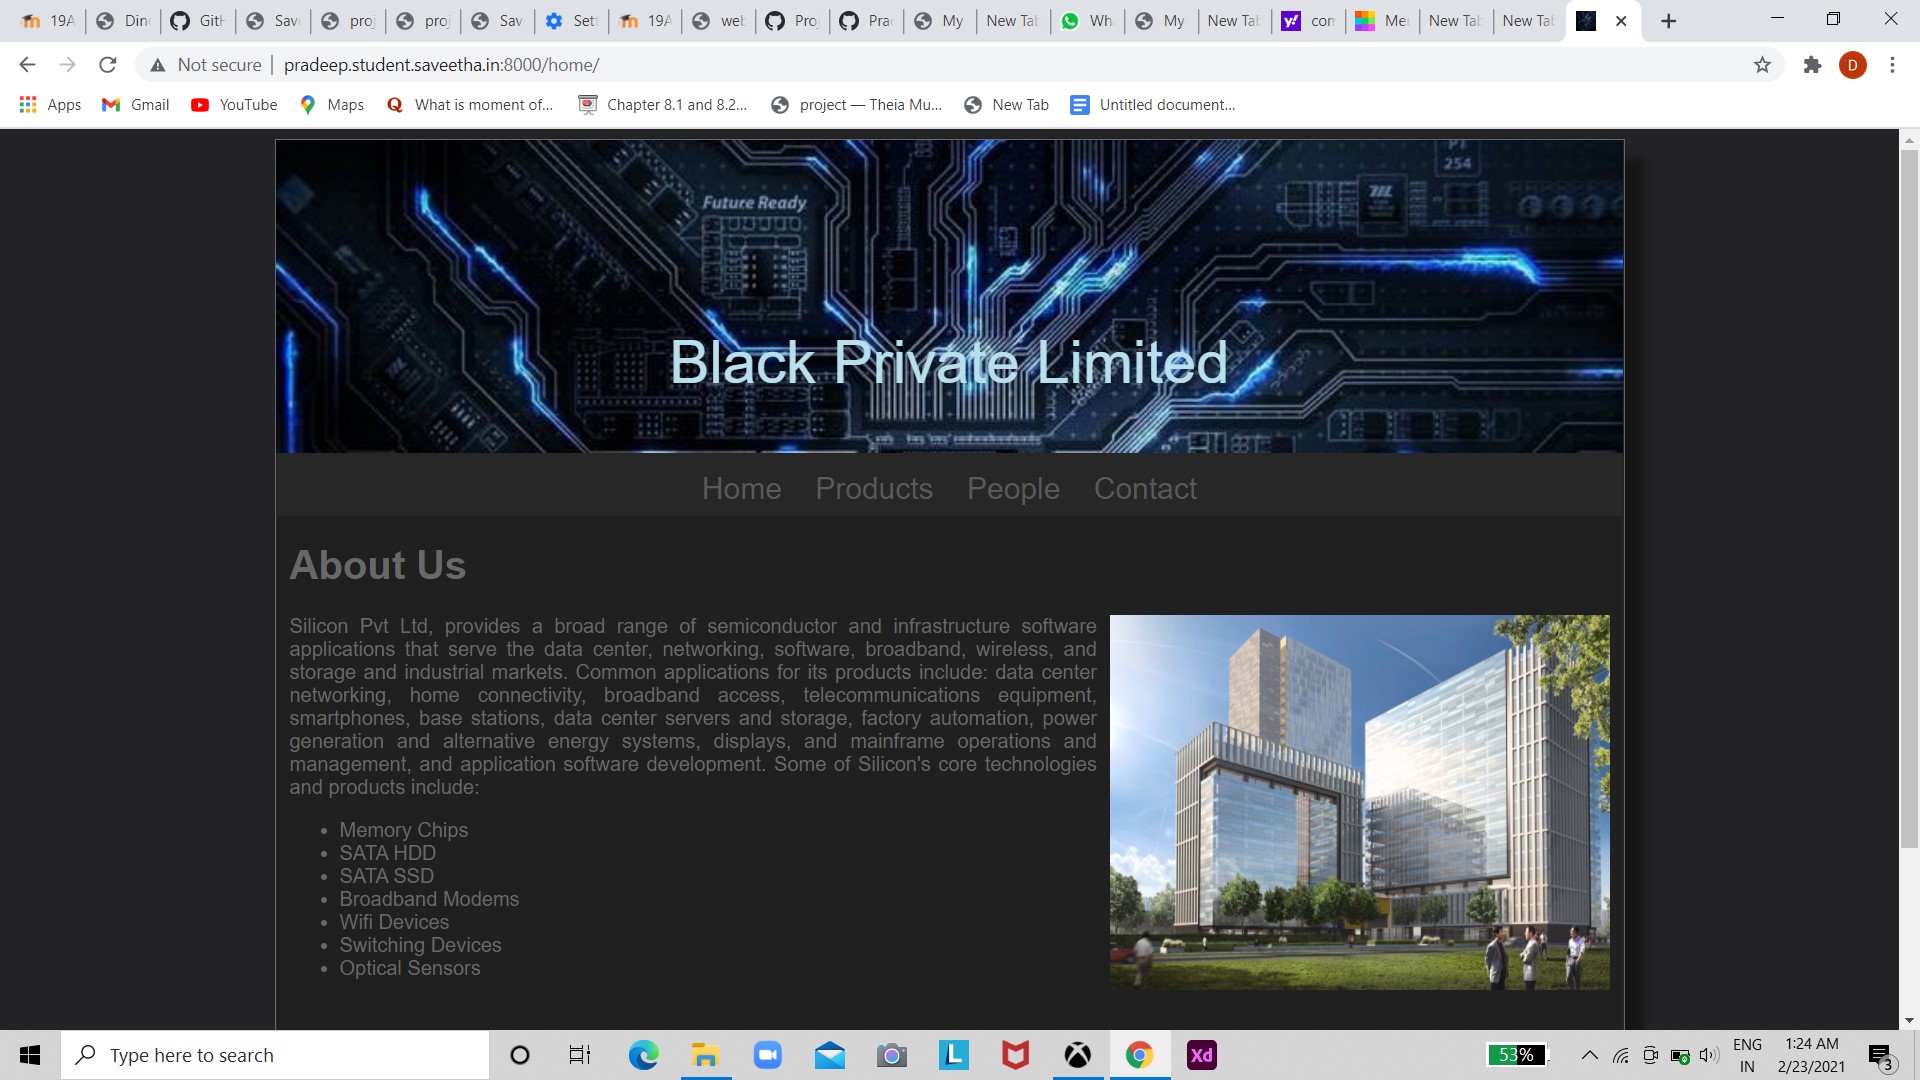 19A
Din
GitH
Save
proj
proj
Sav
Sett
19A
web
Proj
Prac
My
New Tab
Wh
My
New Tab
con
Mer
New Tab
New Tab
Not secure | pradeep.student.saveetha.in:8000/home/
D
Apps Gmail YouTube Maps What is moment of... Chapter 8.1 and 8.2... project — Theia Mu... New Tab Untitled document...
254
Future Ready
Black Private Limited
Home Products People Contact
About Us
Silicon Pvt Ltd, provides a broad range of semiconductor and infrastructure software
applications that serve the data center, networking, software, broadband, wireless, and
storage and industrial markets. Common applications for its products include: data center
networking, home connectivity, broadband access, telecommunications equipment,
smartphones, base stations, data center servers and storage, factory automation, power
generation and alternative energy systems, displays, and mainframe operations and
management, and application software development. Some of Silicon's core technologies
and products include:
• Memory Chips
• SATA HDD
• SATA SSD
• Broadband Modems
• Wifi Devices
• Switching Devices
• Optical Sensors
Type here to search
L
Xd
53%
ENG
IN
1:24 AM
2/23/2021
3